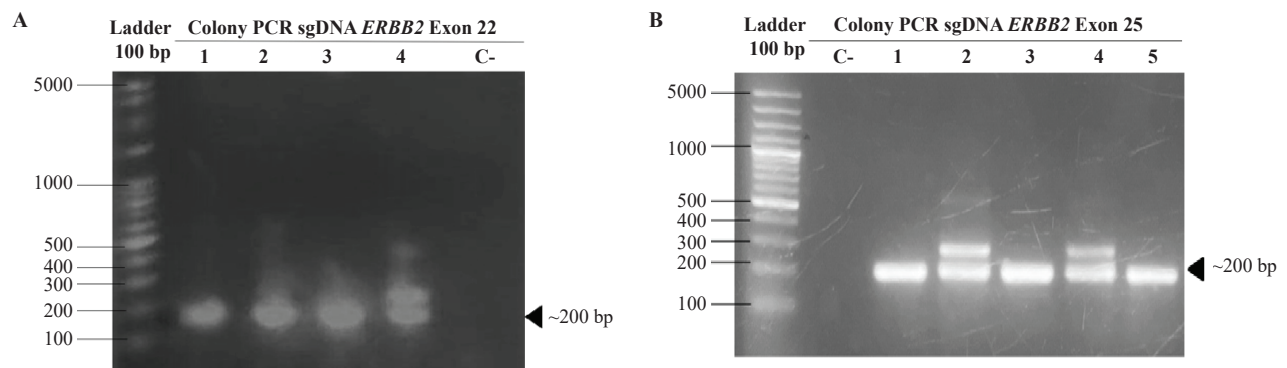 A
Ladder
100 bp
Colony PCR sgDNA ERBB2 Exon 22
1 2 3 4 C-
5000
1000
500
400
300
200
100
~200 bp
B
Ladder
100 bp
Colony PCR sgDNA ERBB2 Exon 25
C- 1 2 3 4 5
5000
1000
500
400
300
200
100
~200 bp